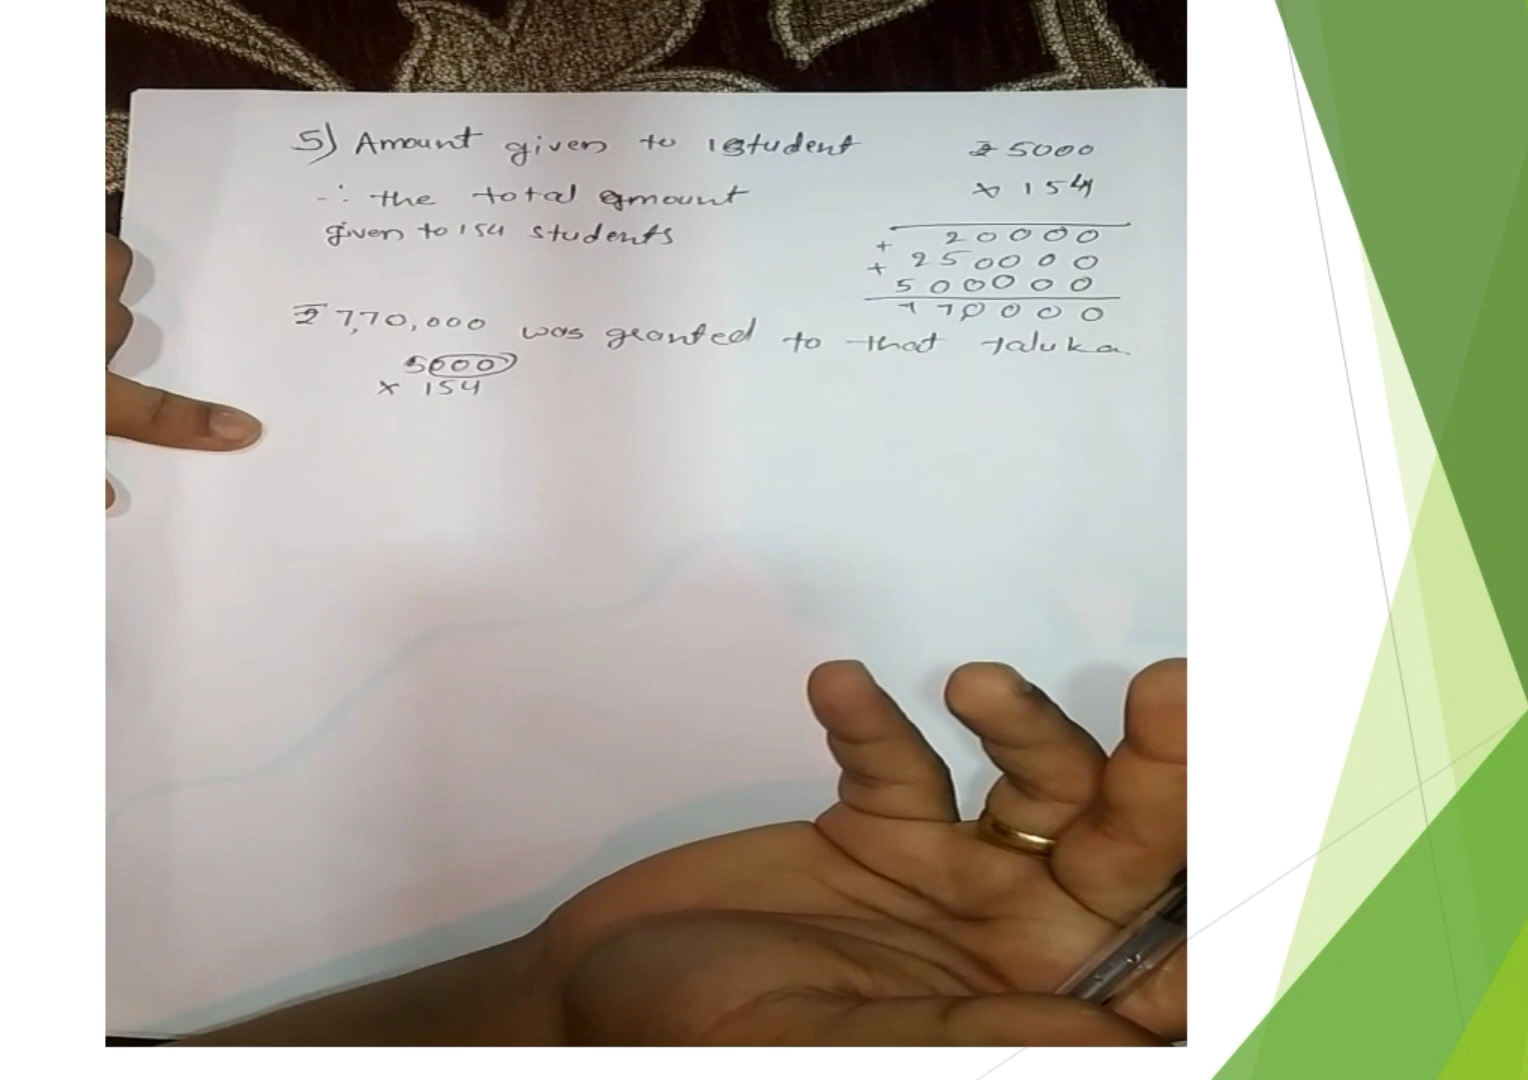 5) Amount given to 1 student ₹ 5000
∴ the total amount × 154
given to 154 students 20000
+ 250000
+ 500000
770000
₹ 7,70,000 was granted to that taluka.
5000
× 154